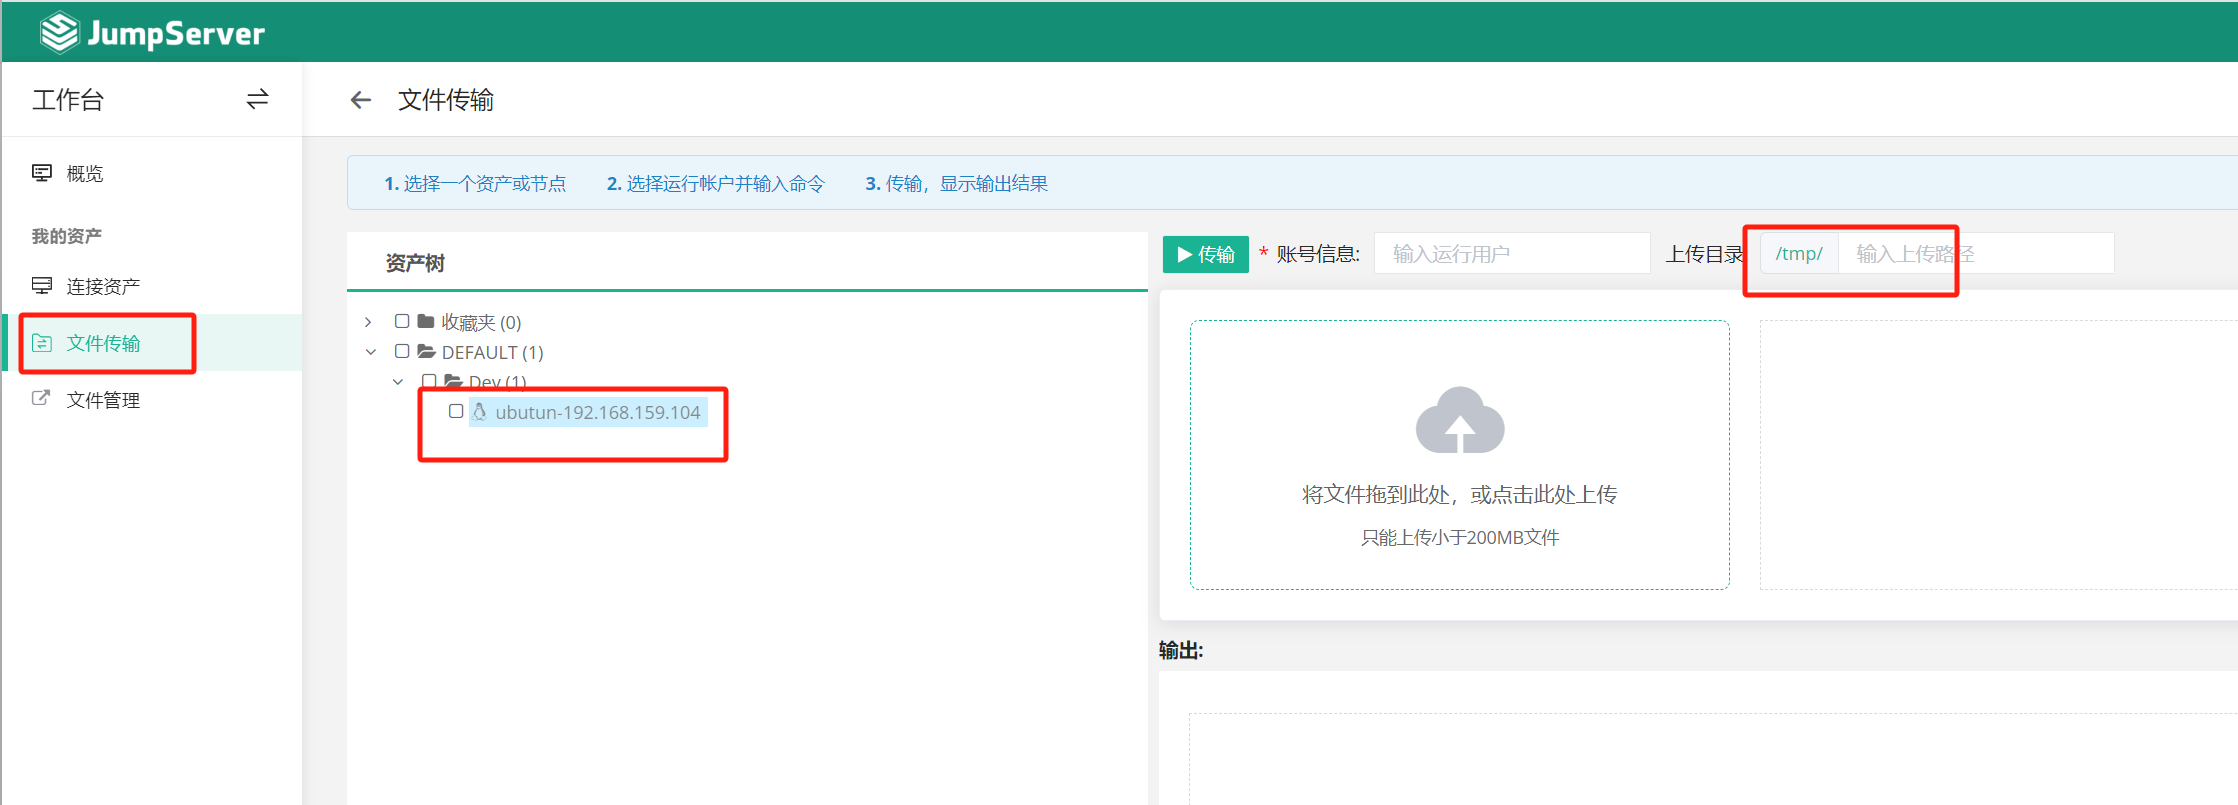 JumpServer
工作台
文件传输
概览
我的资产
连接资产
文件传输
文件管理
1. 选择一个资产或节点 2. 选择运行帐户并输入命令 3. 传输，显示输出结果
资产树
收藏夹 (0)
DEFAULT (1)
Dev (1)
ubutun-192.168.159.104
传输 * 账号信息: 输入运行用户 上传目录 /tmp/ 输入上传路径
将文件拖到此处，或点击此处上传
只能上传小于200MB文件
输出: